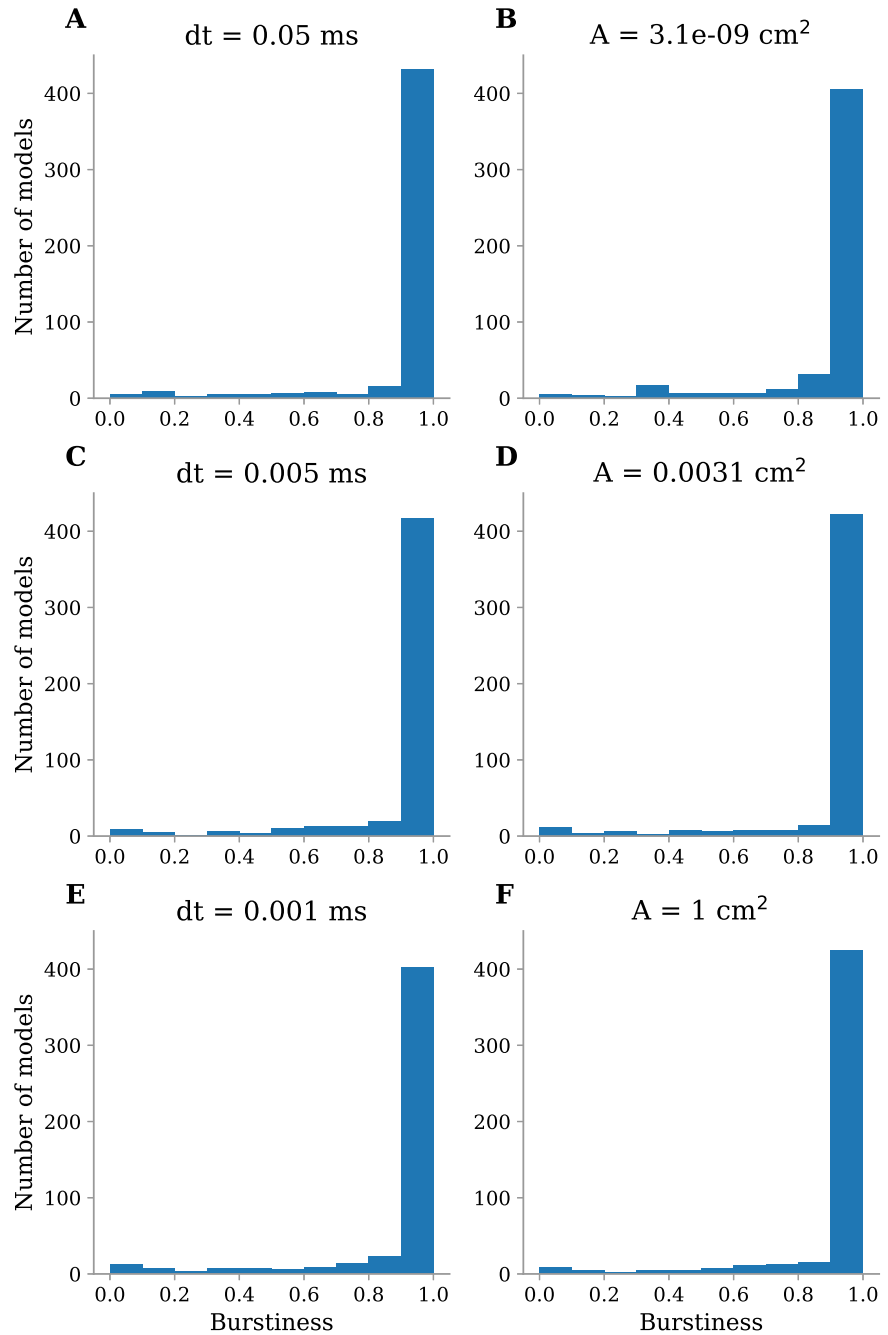 A
dt = 0.05 ms
Number of models
400
300
200
100
0
0.0 0.2 0.4 0.6 0.8 1.0
B
A = 3.1e-09 cm²
400
300
200
100
0
0.0 0.2 0.4 0.6 0.8 1.0
C
dt = 0.005 ms
Number of models
400
300
200
100
0
0.0 0.2 0.4 0.6 0.8 1.0
D
A = 0.0031 cm²
400
300
200
100
0
0.0 0.2 0.4 0.6 0.8 1.0
E
dt = 0.001 ms
Number of models
400
300
200
100
0
0.0 0.2 0.4 0.6 0.8 1.0
Burstiness
F
A = 1 cm²
400
300
200
100
0
0.0 0.2 0.4 0.6 0.8 1.0
Burstiness